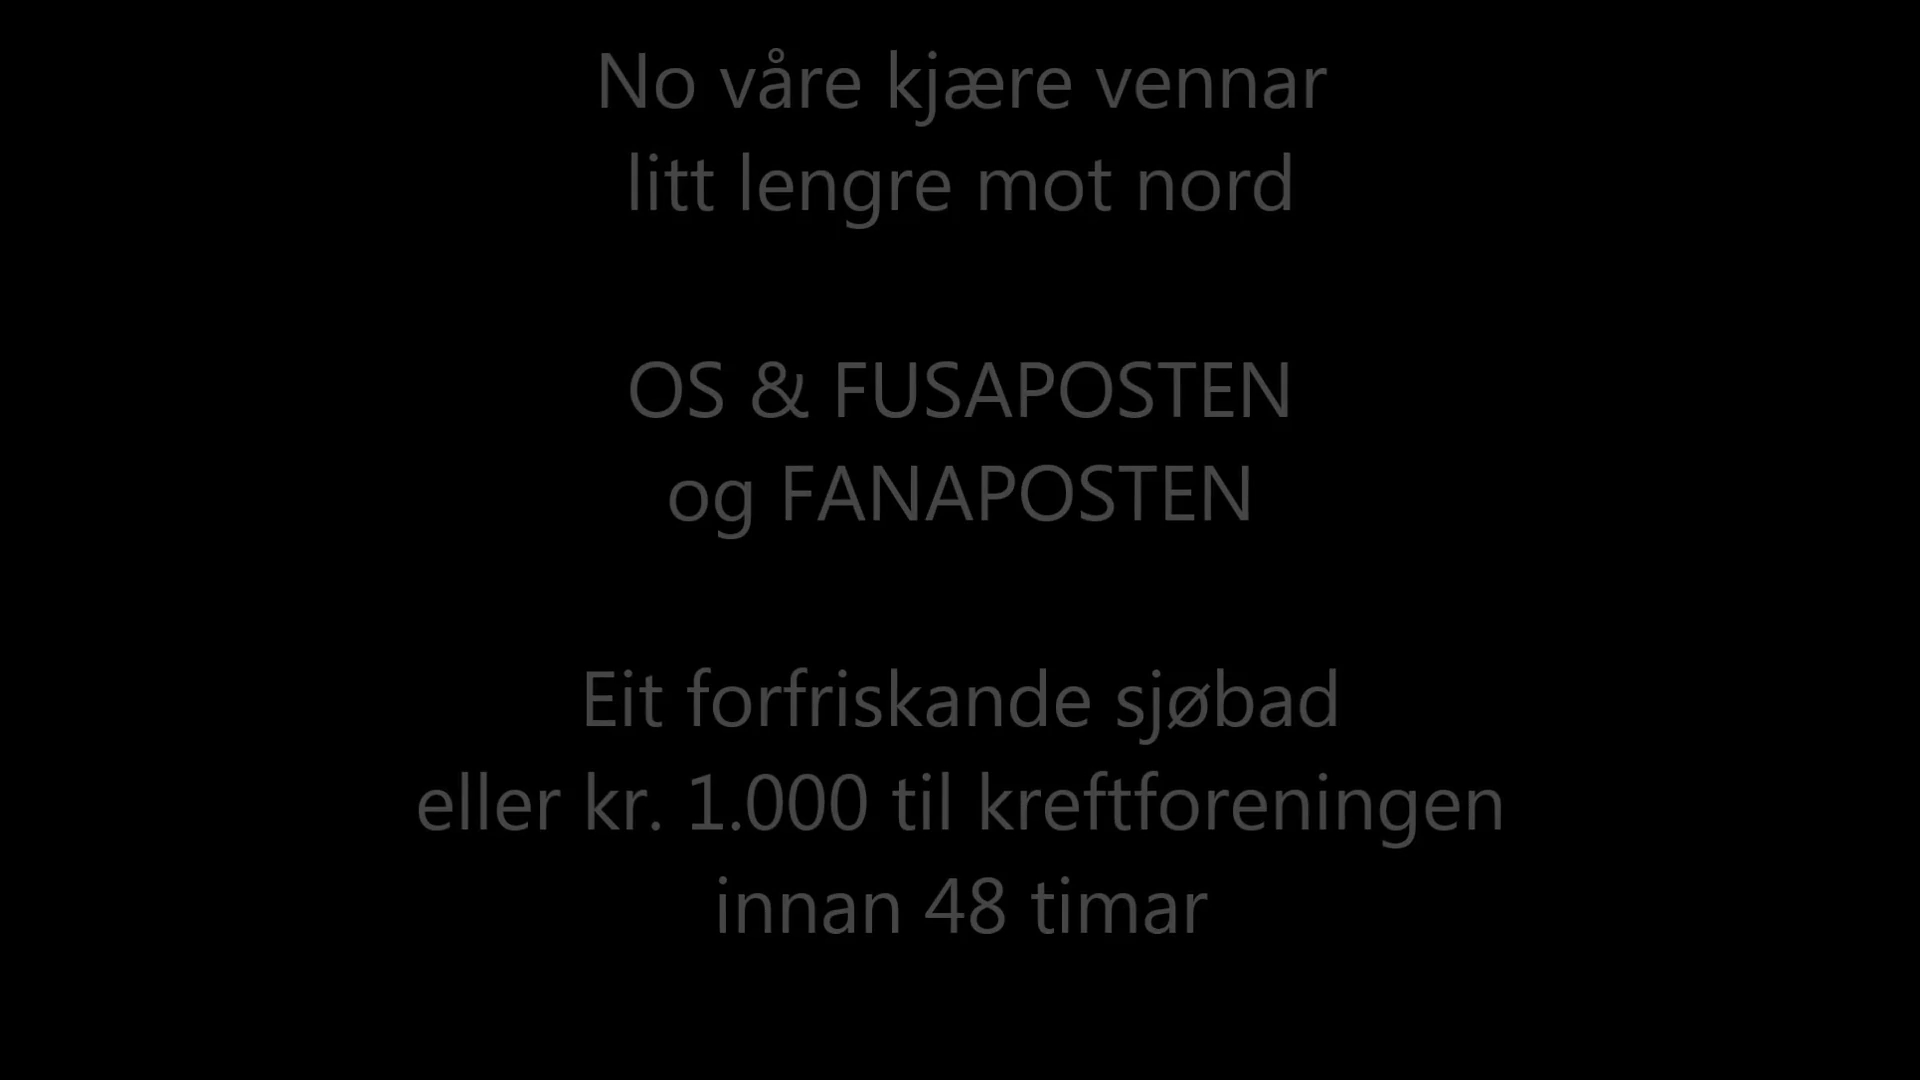 No våre kjære vennar
litt lengre mot nord
OS & FUSAPOSTEN
og FANAPOSTEN
Eit forfriskande sjøbad
eller kr. 1.000 til kreftforeningen
innan 48 timar